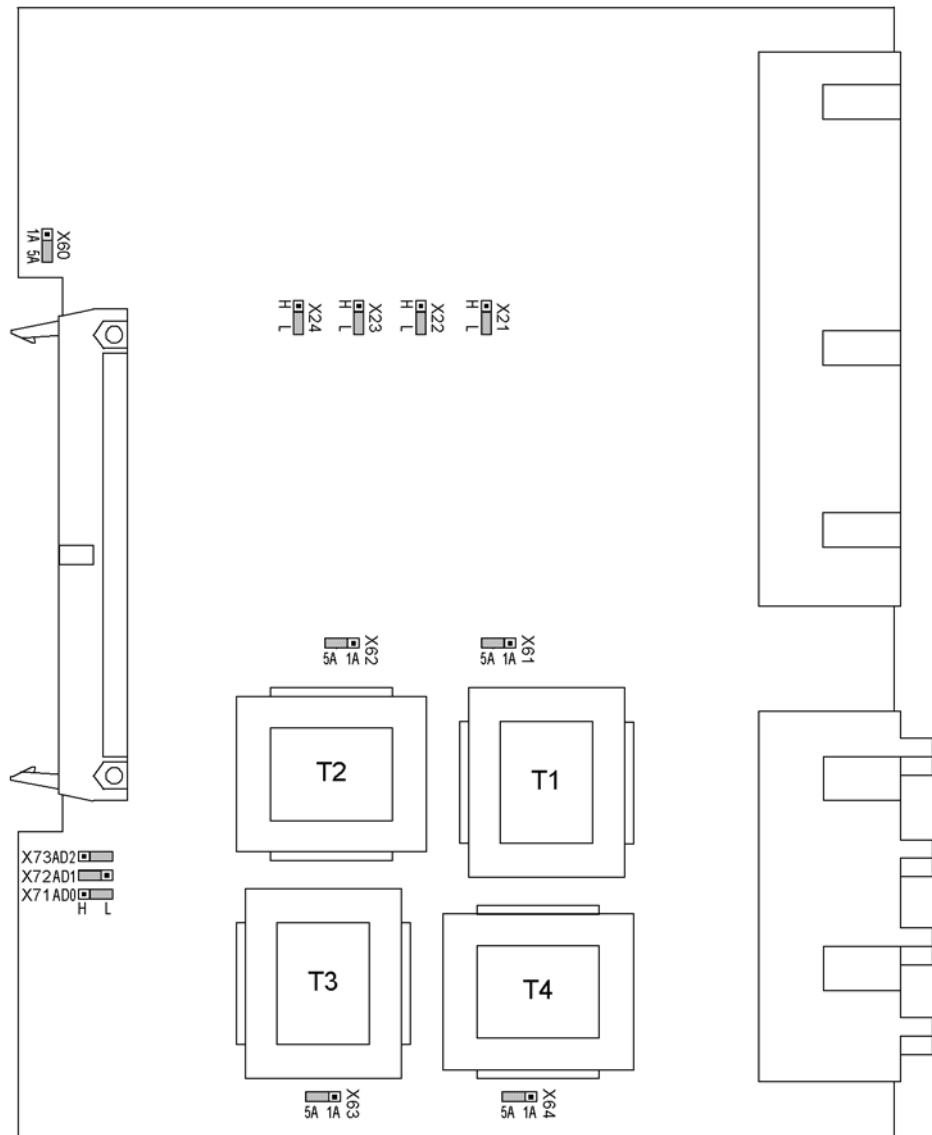 X60
1A 5A
X24
H L
X23
H L
X22
H L
X21
H L
X62
5A 1A
X61
5A 1A
T2
T1
X73AD2
X72AD1
X71AD0
H L
T3
T4
X63
5A 1A
X64
5A 1A